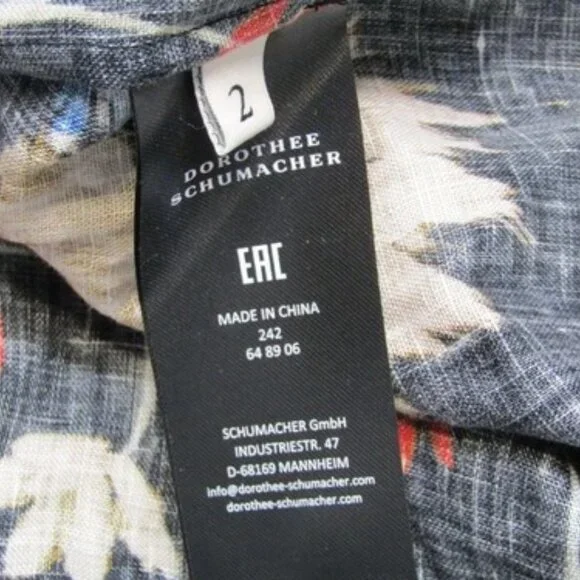 2
DOROTHEE
SCHUMACHER
EAC
MADE IN CHINA
242
64 89 06
SCHUMACHER GmbH
INDUSTRIESTR. 47
D-68169 MANNHEIM
info@dorothee-schumacher.com
dorothee-schumacher.com